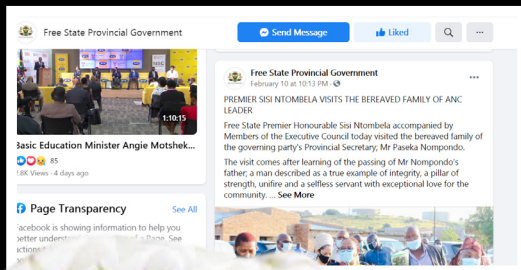 Free State Provincial Government
Send Message
Liked
1:10:15
Basic Education Minister Angie Motshek...
85
2.8K Views · 4 days ago
Page Transparency
See All
Facebook is showing information to help you
better understand
Page. See
actions
Free State Provincial Government
February 10 at 10:13 PM ·
PREMIER SISI NTOMBELA VISITS THE BEREAVED FAMILY OF ANC
LEADER
Free State Premier Honourable Sisi Ntombela accompanied by
Members of the Executive Council today visited the bereaved family of
the governing party's Provincial Secretary; Mr Paseka Nompondo.
The visit comes after learning of the passing of Mr Nompondo's
father; a man described as a true example of integrity, a pillar of
strength, unifire and a selfless servant with exceptional love for the
community. ... See More